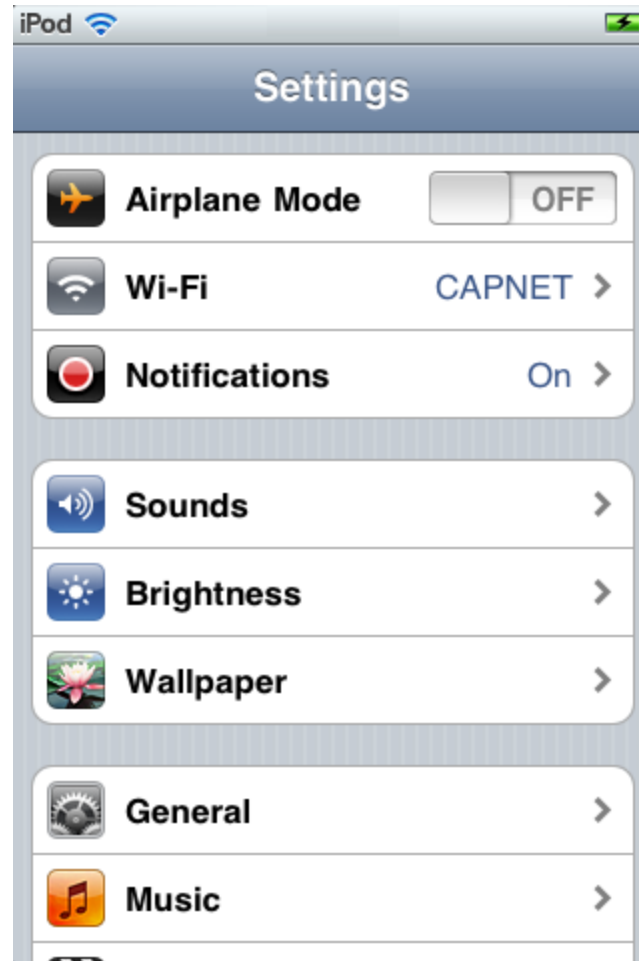 iPod
Settings
Airplane Mode OFF
Wi-Fi CAPNET
Notifications On
Sounds
Brightness
Wallpaper
General
Music